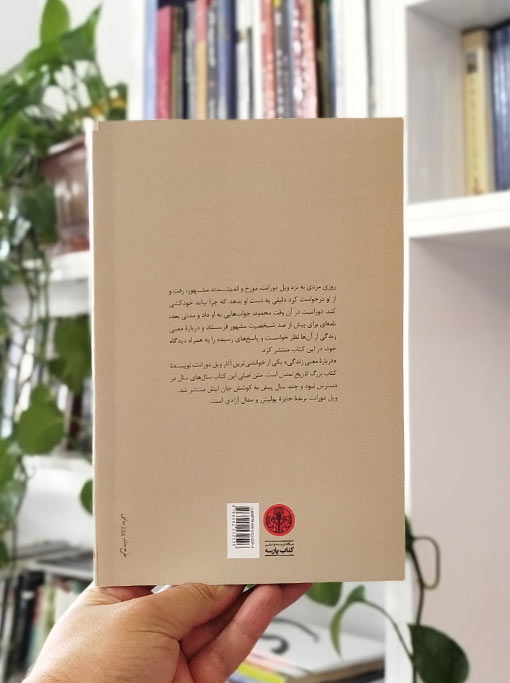 روزی مردی به نزد ویل دورانت، مورخ و اندیشمند مشهور، رفت و
از او درخواست کرد دلیلی به دست او بدهد که چرا نباید خودکشی
کند. دورانت در آن وقت محدود، جواب‌هایی به او داد و مدتی بعد،
نامه‌ای برای بیش از صد شخصیت مشهور فرستاد و دربارهٔ معنی
زندگی از آن‌ها نظر خواست و پاسخ‌های رسیده را به همراه دیدگاه
خود، در این کتاب منتشر کرد.
«دربارهٔ معنی زندگی» یکی از خواندنی‌ترین آثار ویل دورانت، نویسندهٔ
کتاب بزرگ تاریخ تمدن است. متن اصلی این کتاب سال‌های سال در
دسترس نبود و چند سال پیش به کوشش جان لیتل منتشر شد.
ویل دورانت برندهٔ جایزهٔ پولیتزر و مدال آزادی است.
کتاب پارسه